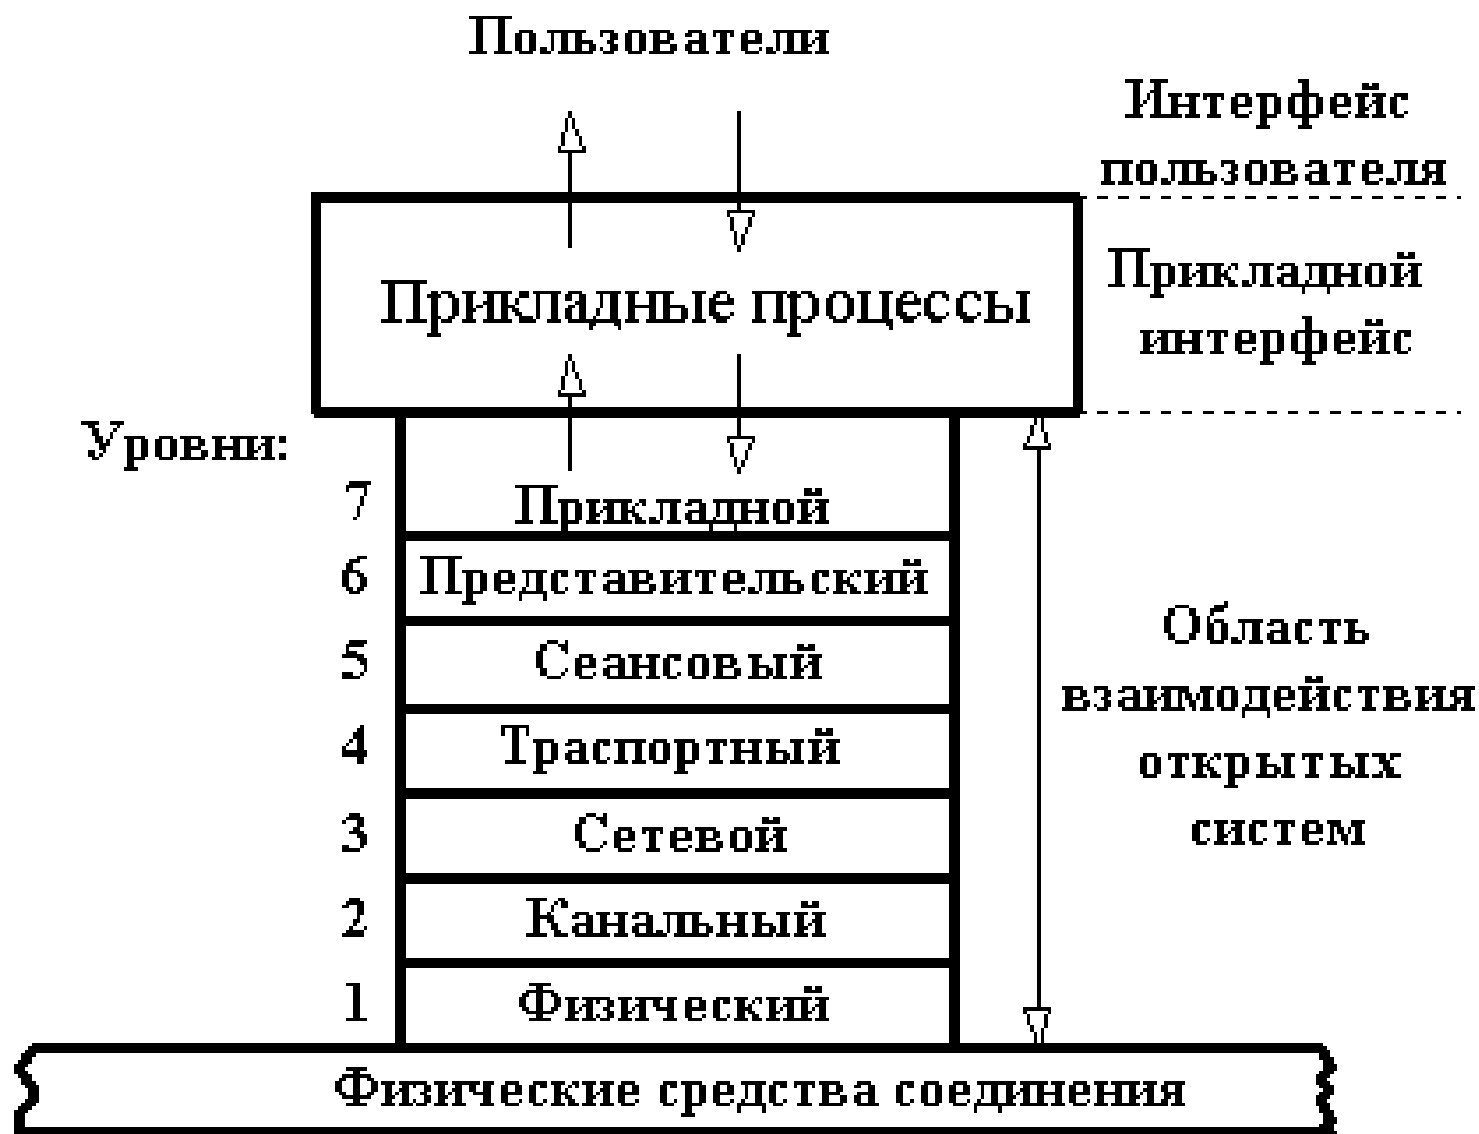 Пользователи
Интерфейс
пользователя
Прикладные процессы
Прикладной
интерфейс
Уровни:
7 Прикладной
6 Представительский
5 Сеансовый
4 Траспортный
3 Сетевой
2 Канальный
1 Физический
Область
взаимодействия
открытых
систем
Физические средства соединения